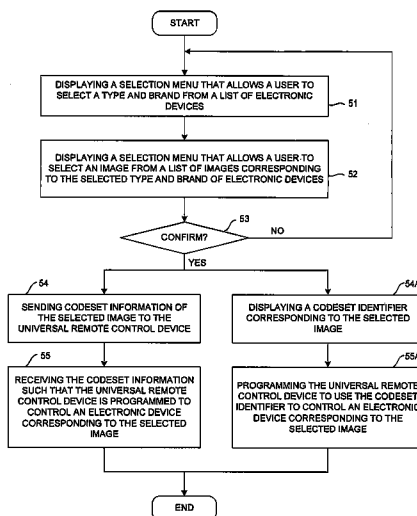 START
DISPLAYING A SELECTION MENU THAT ALLOWS A USER TO
SELECT A TYPE AND BRAND FROM A LIST OF ELECTRONIC
DEVICES
51
DISPLAYING A SELECTION MENU THAT ALLOWS A USER TO
SELECT AN IMAGE FROM A LIST OF IMAGES CORRESPONDING
TO THE SELECTED TYPE AND BRAND OF ELECTRONIC DEVICES
52
53
CONFIRM?
NO
YES
54
SENDING CODESET INFORMATION OF
THE SELECTED IMAGE TO THE
UNIVERSAL REMOTE CONTROL DEVICE
54A
DISPLAYING A CODESET IDENTIFIER
CORRESPONDING TO THE SELECTED
IMAGE
55
RECEIVING THE CODESET INFORMATION
SUCH THAT THE UNIVERSAL REMOTE
CONTROL DEVICE IS PROGRAMMED TO
CONTROL AN ELECTRONIC DEVICE
CORRESPONDING TO THE SELECTED
IMAGE
55A
PROGRAMMING THE UNIVERSAL REMOTE
CONTROL DEVICE TO USE THE CODESET
IDENTIFIER TO CONTROL AN ELECTRONIC
DEVICE CORRESPONDING TO THE
SELECTED IMAGE
END